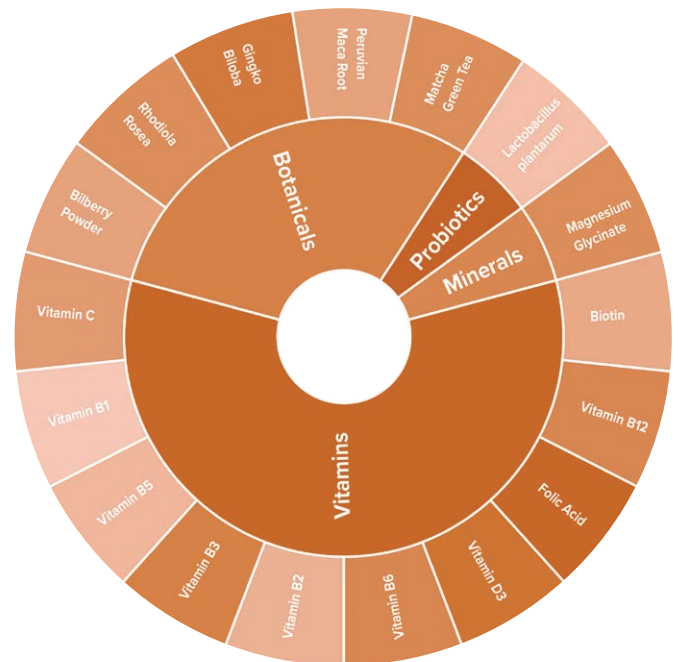 Botanicals
Probiotics
Minerals
Vitamins
Bilberry
Powder
Rhodiola
Rosea
Gingko
Biloba
Peruvian
Maca Root
Matcha
Green Tea
Lactobacillus
plantarum
Magnesium
Glycinate
Biotin
Vitamin B12
Folic Acid
Vitamin D3
Vitamin B6
Vitamin B2
Vitamin B3
Vitamin B5
Vitamin B1
Vitamin C